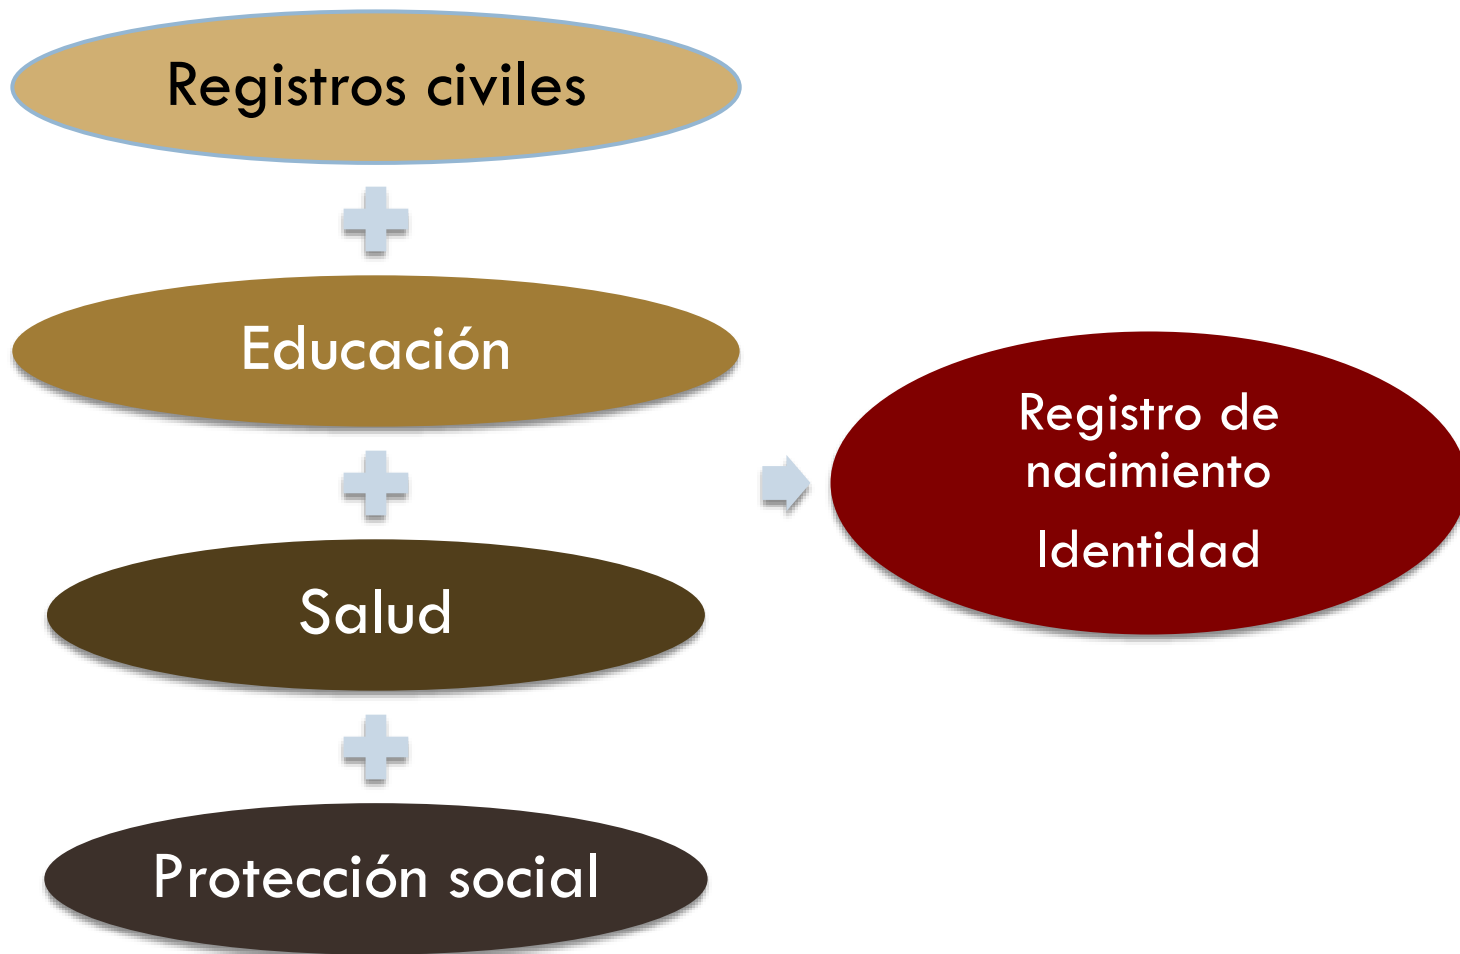 Registros civiles
Educación
Salud
Protección social
Registro de
nacimiento
Identidad